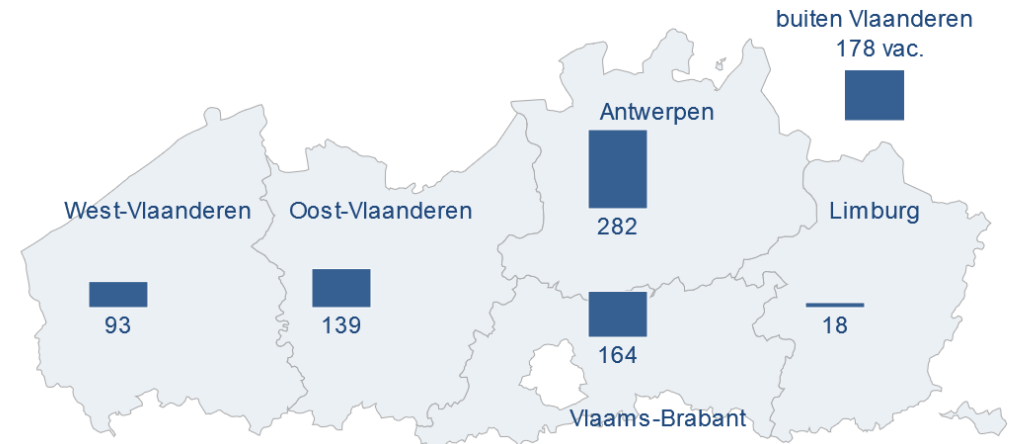 buiten Vlaanderen
178 vac.
Antwerpen
282
West-Vlaanderen
93
Oost-Vlaanderen
139
Limburg
18
164
Vlaams-Brabant